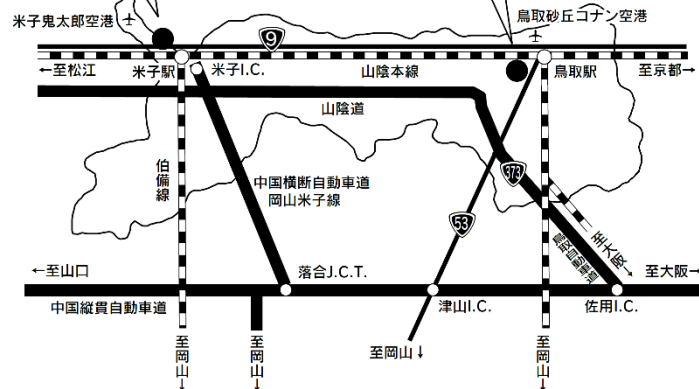 米子鬼太郎空港
鳥取砂丘コナン空港
9
←至松江
米子駅
米子I.C.
山陰本線
鳥取駅
至京都→
山陰道
伯備線
中国横断自動車道
岡山米子線
373
53
鳥取自動車道
至大阪→
←至山口
落合J.C.T.
至大阪→
中国縦貫自動車道
津山I.C.
佐用I.C.
至岡山↓
至岡山→
至岡山→
至岡山→